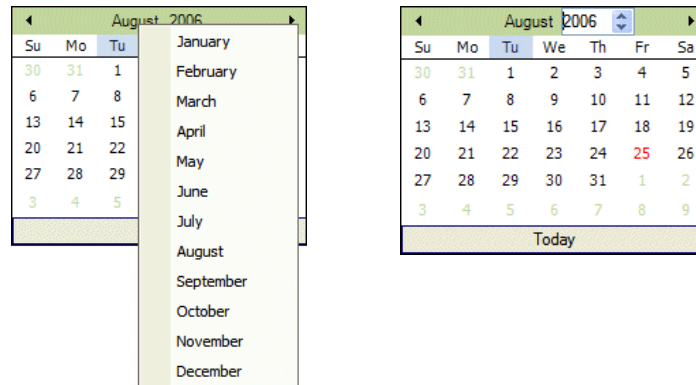 August 2006
Su Mo Tu
30 31 1
6 7 8
13 14 15
20 21 22
27 28 29
3 4 5
January
February
March
April
May
June
July
August
September
October
November
December
August 2006
Su Mo Tu We Th Fr Sa
30 31 1 2 3 4 5
6 7 8 9 10 11 12
13 14 15 16 17 18 19
20 21 22 23 24 25 26
27 28 29 30 31 1 2
3 4 5 6 7 8 9
Today